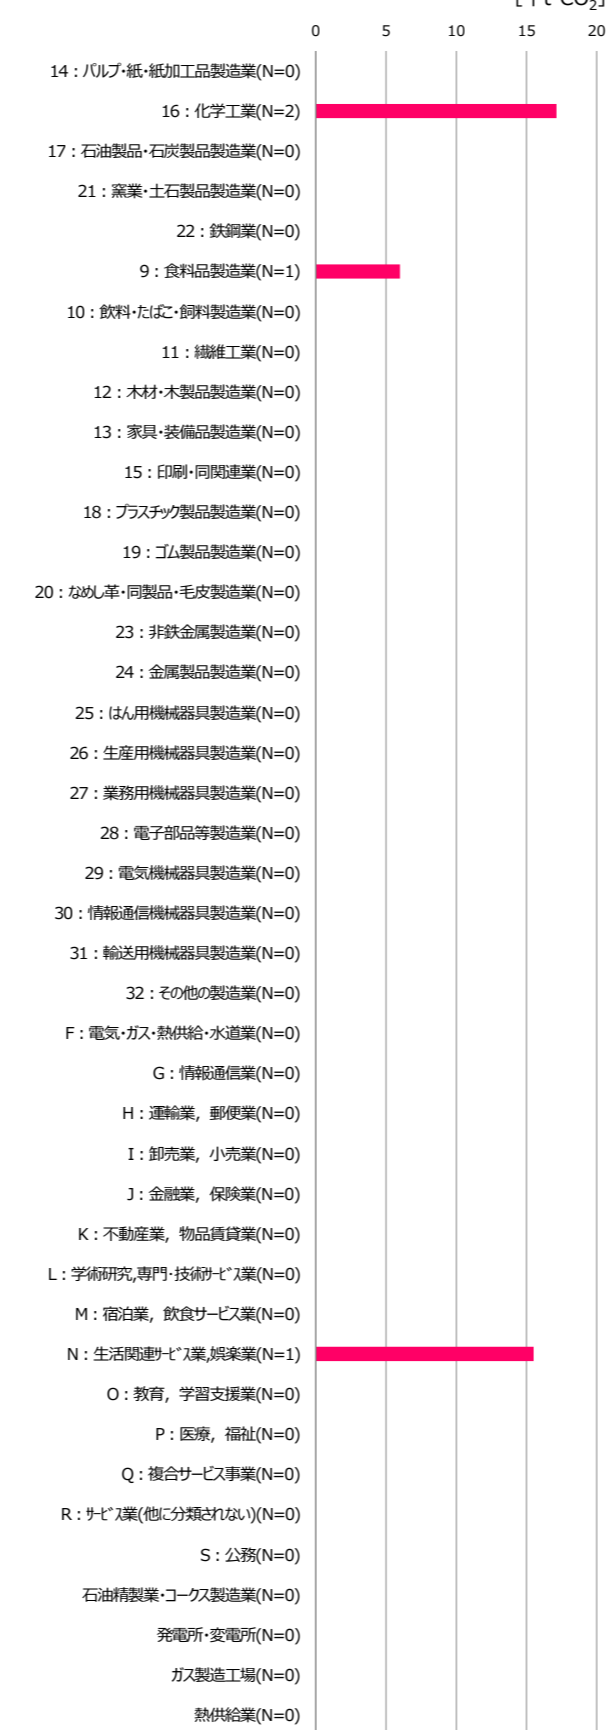 0 5 10 15 20
14：パルプ・紙・紙加工品製造業(N=0)
16：化学工業(N=2)
17：石油製品・石炭製品製造業(N=0)
21：窯業・土石製品製造業(N=0)
22：鉄鋼業(N=0)
9：食料品製造業(N=1)
10：飲料・たばこ・飼料製造業(N=0)
11：繊維工業(N=0)
12：木材・木製品製造業(N=0)
13：家具・装備品製造業(N=0)
15：印刷・同関連業(N=0)
18：プラスチック製品製造業(N=0)
19：ゴム製品製造業(N=0)
20：なめし革・同製品・毛皮製造業(N=0)
23：非鉄金属製造業(N=0)
24：金属製品製造業(N=0)
25：はん用機械器具製造業(N=0)
26：生産用機械器具製造業(N=0)
27：業務用機械器具製造業(N=0)
28：電子部品等製造業(N=0)
29：電気機械器具製造業(N=0)
30：情報通信機械器具製造業(N=0)
31：輸送用機械器具製造業(N=0)
32：その他の製造業(N=0)
F：電気・ガス・熱供給・水道業(N=0)
G：情報通信業(N=0)
H：運輸業，郵便業(N=0)
I：卸売業，小売業(N=0)
J：金融業，保険業(N=0)
K：不動産業，物品賃貸業(N=0)
L：学術研究,専門・技術ｻｰﾋﾞｽ業(N=0)
M：宿泊業，飲食サービス業(N=0)
N：生活関連ｻｰﾋﾞｽ業,娯楽業(N=1)
O：教育，学習支援業(N=0)
P：医療，福祉(N=0)
Q：複合サービス事業(N=0)
R：ｻｰﾋﾞｽ業(他に分類されない)(N=0)
S：公務(N=0)
石油精製業・コークス製造業(N=0)
発電所・変電所(N=0)
ガス製造工場(N=0)
熱供給業(N=0)